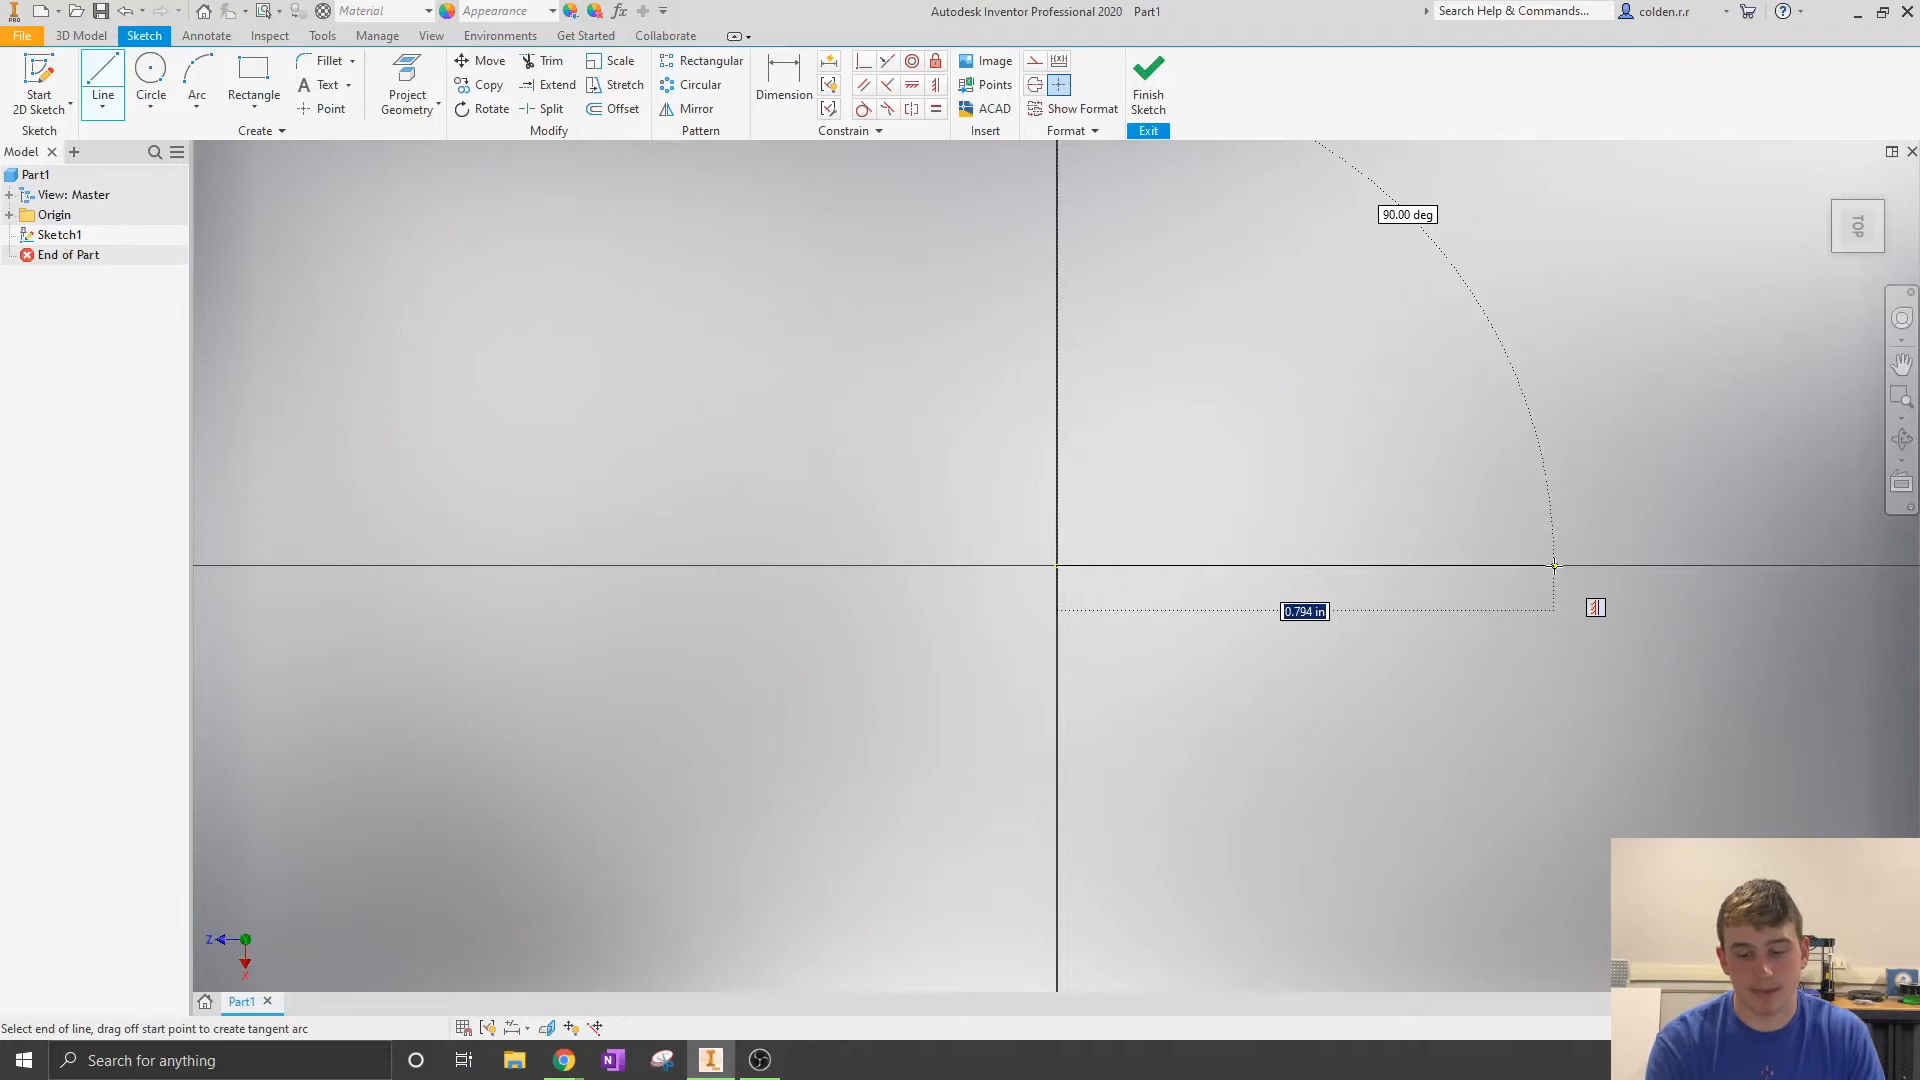 PRO
Material
Appearance
fx
Autodesk Inventor Professional 2020 Part1
Search Help & Commands...
colden.r.r
File 3D Model Sketch Annotate Inspect Tools Manage View Environments Get Started Collaborate
Start
2D Sketch
Line
Circle
Arc
Rectangle
Fillet
Text
Point
Project
Geometry
Move
Copy
Rotate
Trim
Extend
Split
Scale
Stretch
Offset
Rectangular
Circular
Mirror
Dimension
Image
Points
ACAD
Show Format
Finish
Sketch
Sketch Create Modify Pattern Constrain Insert Format Exit
Model
Part1
View: Master
Origin
Sketch1
End of Part
TOP
90.00 deg
0.794 in
Z
X
Part1
Select end of line, drag off start point to create tangent arc
Search for anything